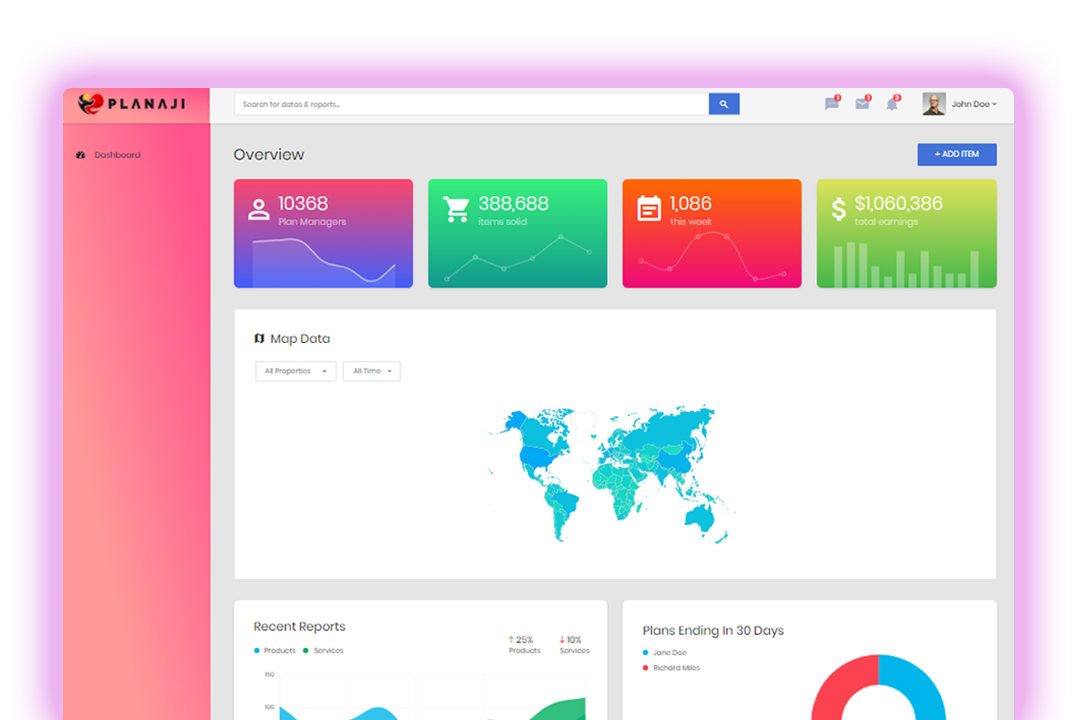 PLANAJI
Search for datas & reports...
1
1
3
John Doe
Dashboard
Overview
+ ADD ITEM
10368
Plan Managers
388,688
items solid
1,086
this week
$1,060,386
total earnings
Map Data
All Properties
All Time
Recent Reports
Products
Services
25%
Products
10%
Services
150
100
Plans Ending In 30 Days
Jane Doe
Richard Miles